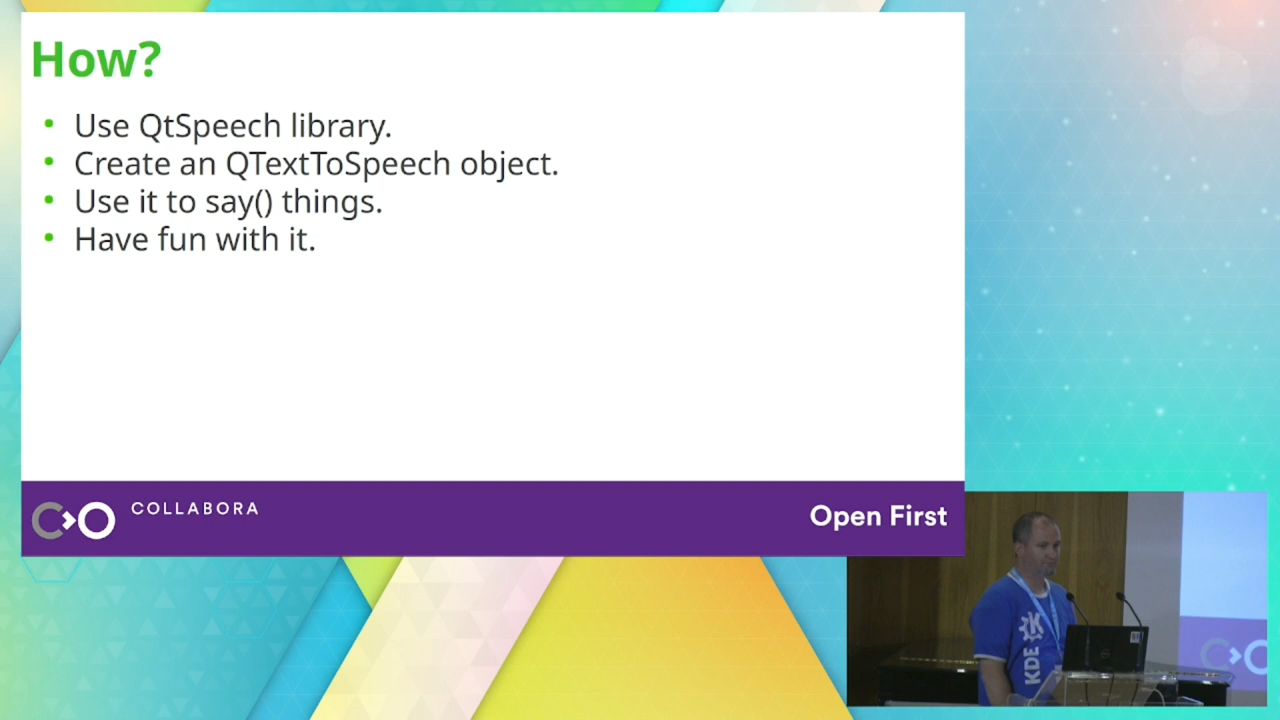 How?
• Use QtSpeech library.
• Create an QTextToSpeech object.
• Use it to say() things.
• Have fun with it.
COLLABORA
Open First
KDE